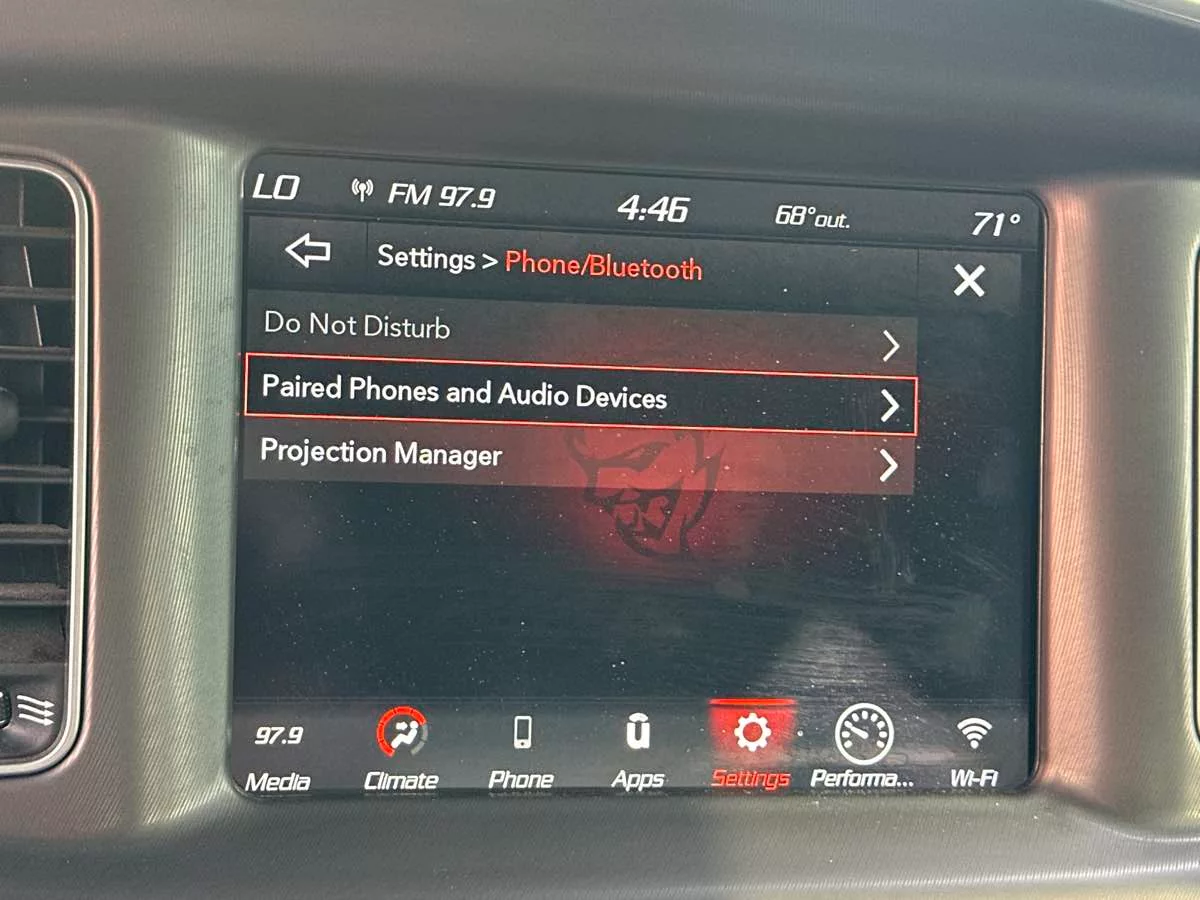 LO FM 97.9 4:46 68°out. 71°
Settings > Phone/Bluetooth
Do Not Disturb
Paired Phones and Audio Devices
Projection Manager
97.9
Media Climate Phone Apps Settings Performa... Wi-Fi